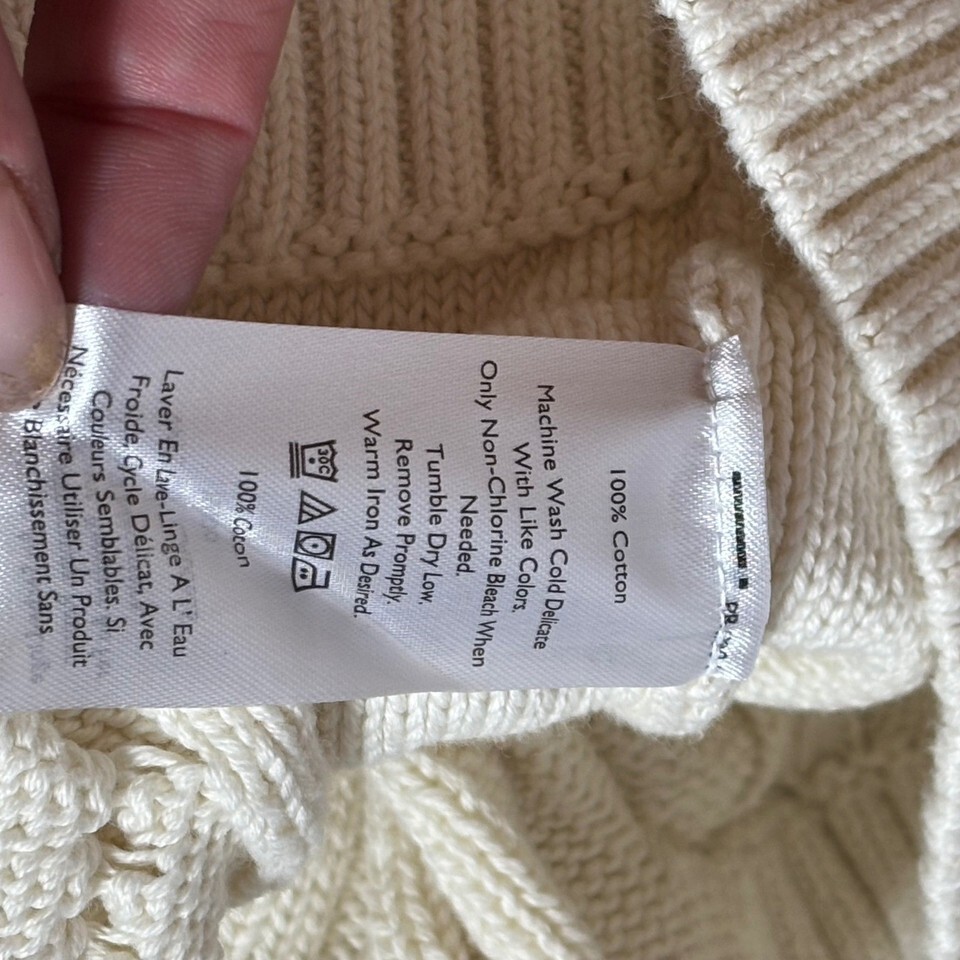 100% Cotton
Machine Wash Cold Delicate
With Like Colors,
Only Non-Chlorine Bleach When
Needed.
Tumble Dry Low,
Remove Promptly.
Warm Iron As Desired.
30C
100% Coton
Laver En Lave-Linge A L' Eau
Froide, Cycle Délicat, Avec
Couleurs Semblables. Si
Nécessaire Utiliser Un Produit
Blanchissement Sans